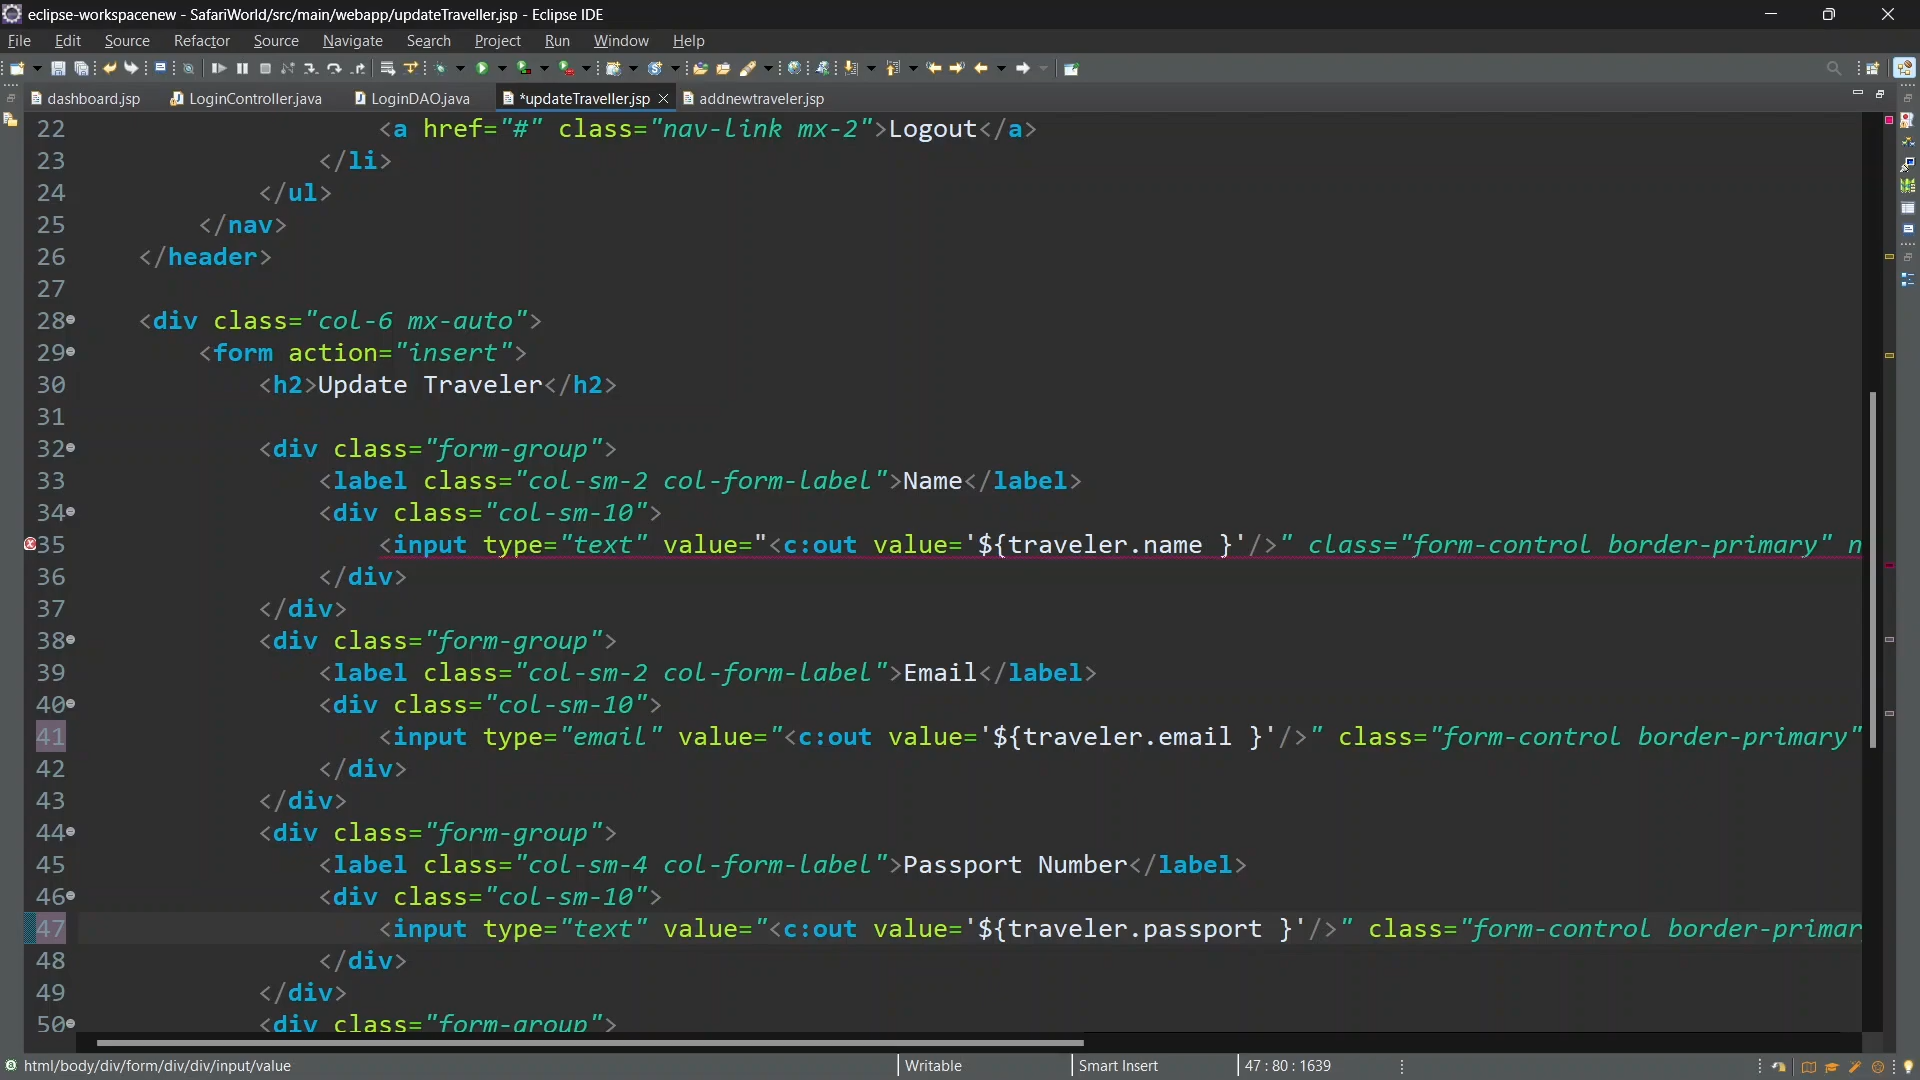 eclipse-workspacenew - SafariWorld/src/main/webapp/updateTraveller.jsp - Eclipse IDE
File Edit Source Refactor Source Navigate Search Project Run Window Help
dashboard.jsp LoginController.java LoginDAO.java *updateTraveller.jsp addnewtraveler.jsp
22 <a href="#" class="nav-link mx-2">Logout</a>
23 </li>
24 </ul>
25 </nav>
26 </header>
27
28 <div class="col-6 mx-auto">
29 <form action="insert">
30 <h2>Update Traveler</h2>
31
32 <div class="form-group">
33 <label class="col-sm-2 col-form-label">Name</label>
34 <div class="col-sm-10">
35 <input type="text" value="<c:out value='${traveler.name }'/>" class="form-control border-primary" n
36 </div>
37 </div>
38 <div class="form-group">
39 <label class="col-sm-2 col-form-label">Email</label>
40 <div class="col-sm-10">
41 <input type="email" value="<c:out value='${traveler.email }'/>" class="form-control border-primary"
42 </div>
43 </div>
44 <div class="form-group">
45 <label class="col-sm-4 col-form-label">Passport Number</label>
46 <div class="col-sm-10">
47 <input type="text" value="<c:out value='${traveler.passport }'/>" class="form-control border-primar
48 </div>
49 </div>
50 <div class="form-group">
html/body/div/form/div/div/input/value Writable Smart Insert 47 : 80 : 1639